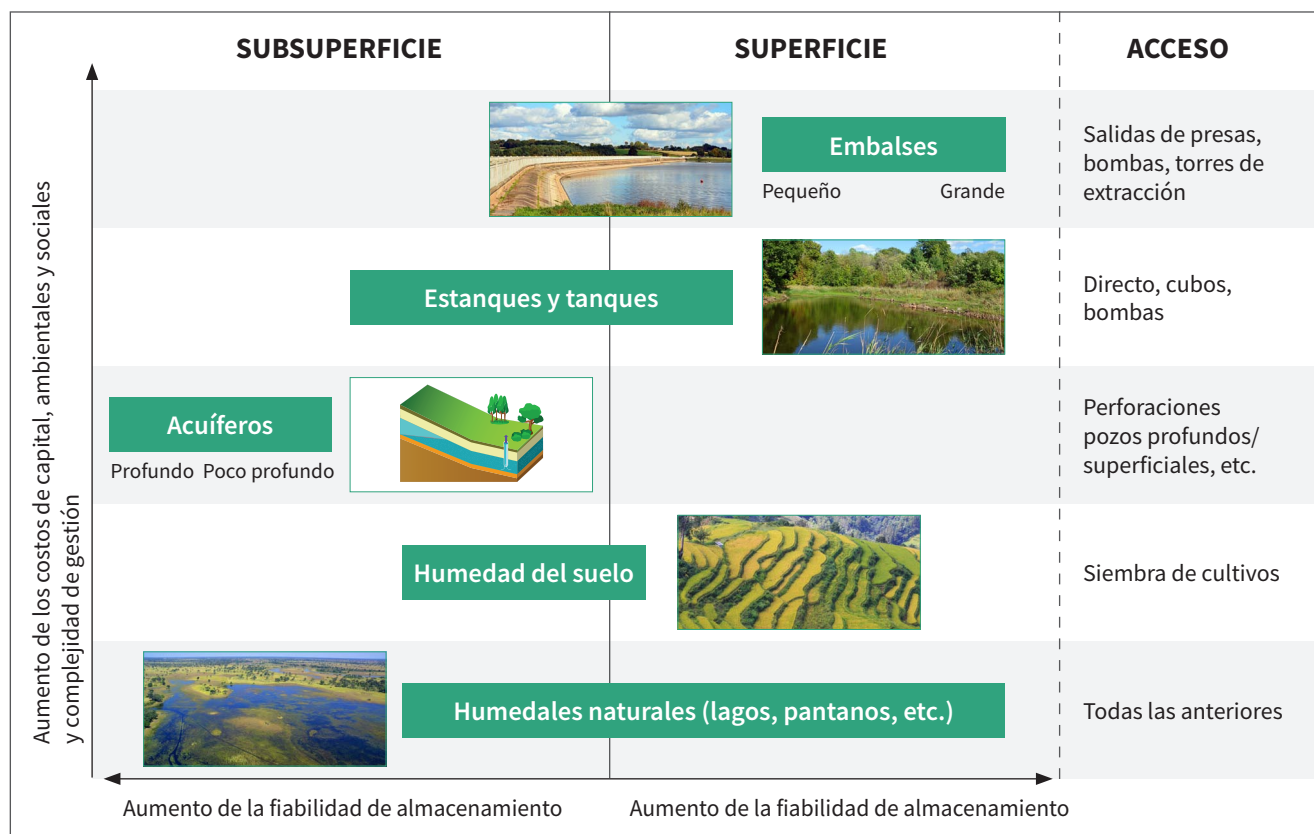 SUBSUPERFICIE
SUPERFICIE
ACCESO
Aumento de los costos de capital, ambientales y sociales
y complejidad de gestión
Embalses
Pequeño
Grande
Salidas de presas,
bombas, torres de
extracción
Estanques y tanques
Directo, cubos,
bombas
Acuíferos
Profundo
Poco profundo
Perforaciones
pozos profundos/
superficiales, etc.
Humedad del suelo
Siembra de cultivos
Humedales naturales (lagos, pantanos, etc.)
Todas las anteriores
Aumento de la fiabilidad de almacenamiento
Aumento de la fiabilidad de almacenamiento